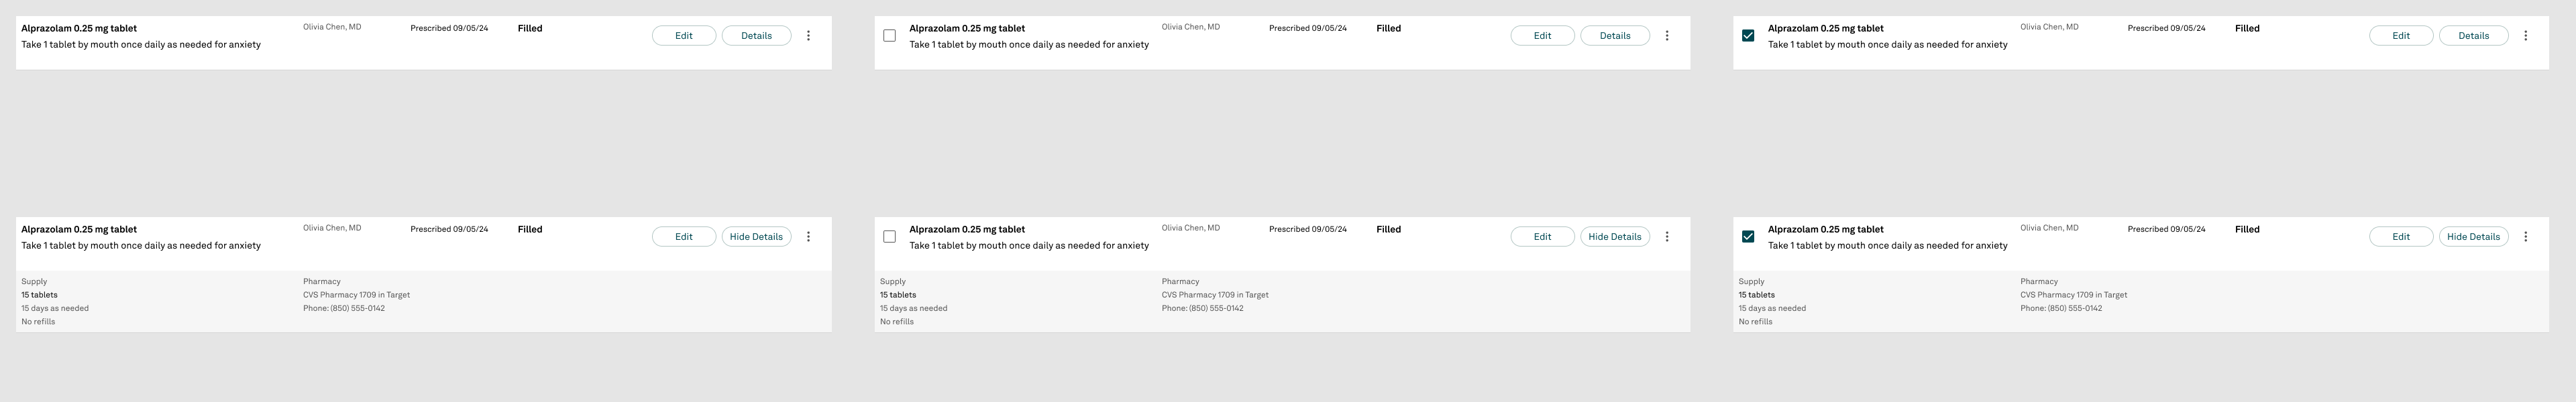 Alprazolam 0.25 mg tablet Olivia Chen, MD Prescribed 09/05/24 Filled Edit Details
Take 1 tablet by mouth once daily as needed for anxiety
Alprazolam 0.25 mg tablet Olivia Chen, MD Prescribed 09/05/24 Filled Edit Details
Take 1 tablet by mouth once daily as needed for anxiety
Alprazolam 0.25 mg tablet Olivia Chen, MD Prescribed 09/05/24 Filled Edit Details
Take 1 tablet by mouth once daily as needed for anxiety
Alprazolam 0.25 mg tablet Olivia Chen, MD Prescribed 09/05/24 Filled Edit Hide Details
Take 1 tablet by mouth once daily as needed for anxiety
Supply Pharmacy
15 tablets CVS Pharmacy 1709 in Target
15 days as needed Phone: (850) 555-0142
No refills
Alprazolam 0.25 mg tablet Olivia Chen, MD Prescribed 09/05/24 Filled Edit Hide Details
Take 1 tablet by mouth once daily as needed for anxiety
Supply Pharmacy
15 tablets CVS Pharmacy 1709 in Target
15 days as needed Phone: (850) 555-0142
No refills
Alprazolam 0.25 mg tablet Olivia Chen, MD Prescribed 09/05/24 Filled Edit Hide Details
Take 1 tablet by mouth once daily as needed for anxiety
Supply Pharmacy
15 tablets CVS Pharmacy 1709 in Target
15 days as needed Phone: (850) 555-0142
No refills